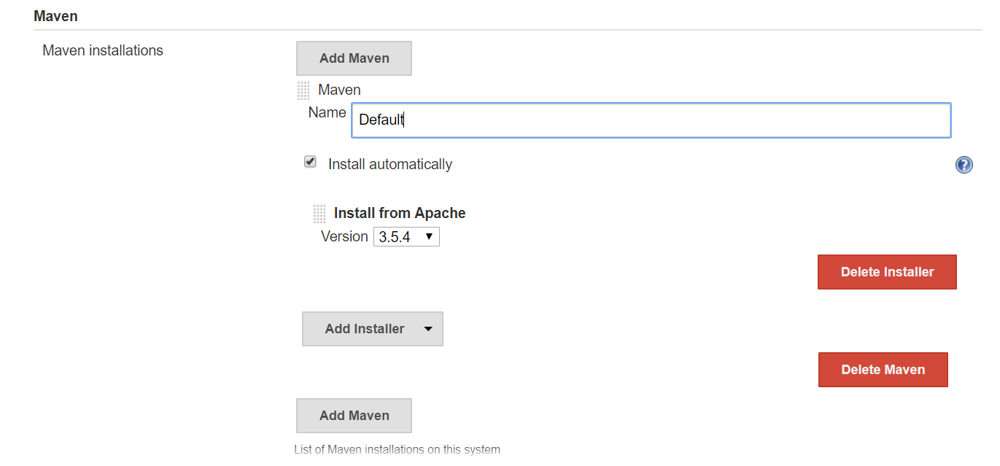 Maven
Maven installations
Add Maven
Maven
Name Default
Install automatically
Install from Apache
Version 3.5.4
Delete Installer
Add Installer
Delete Maven
Add Maven
List of Maven installations on this system